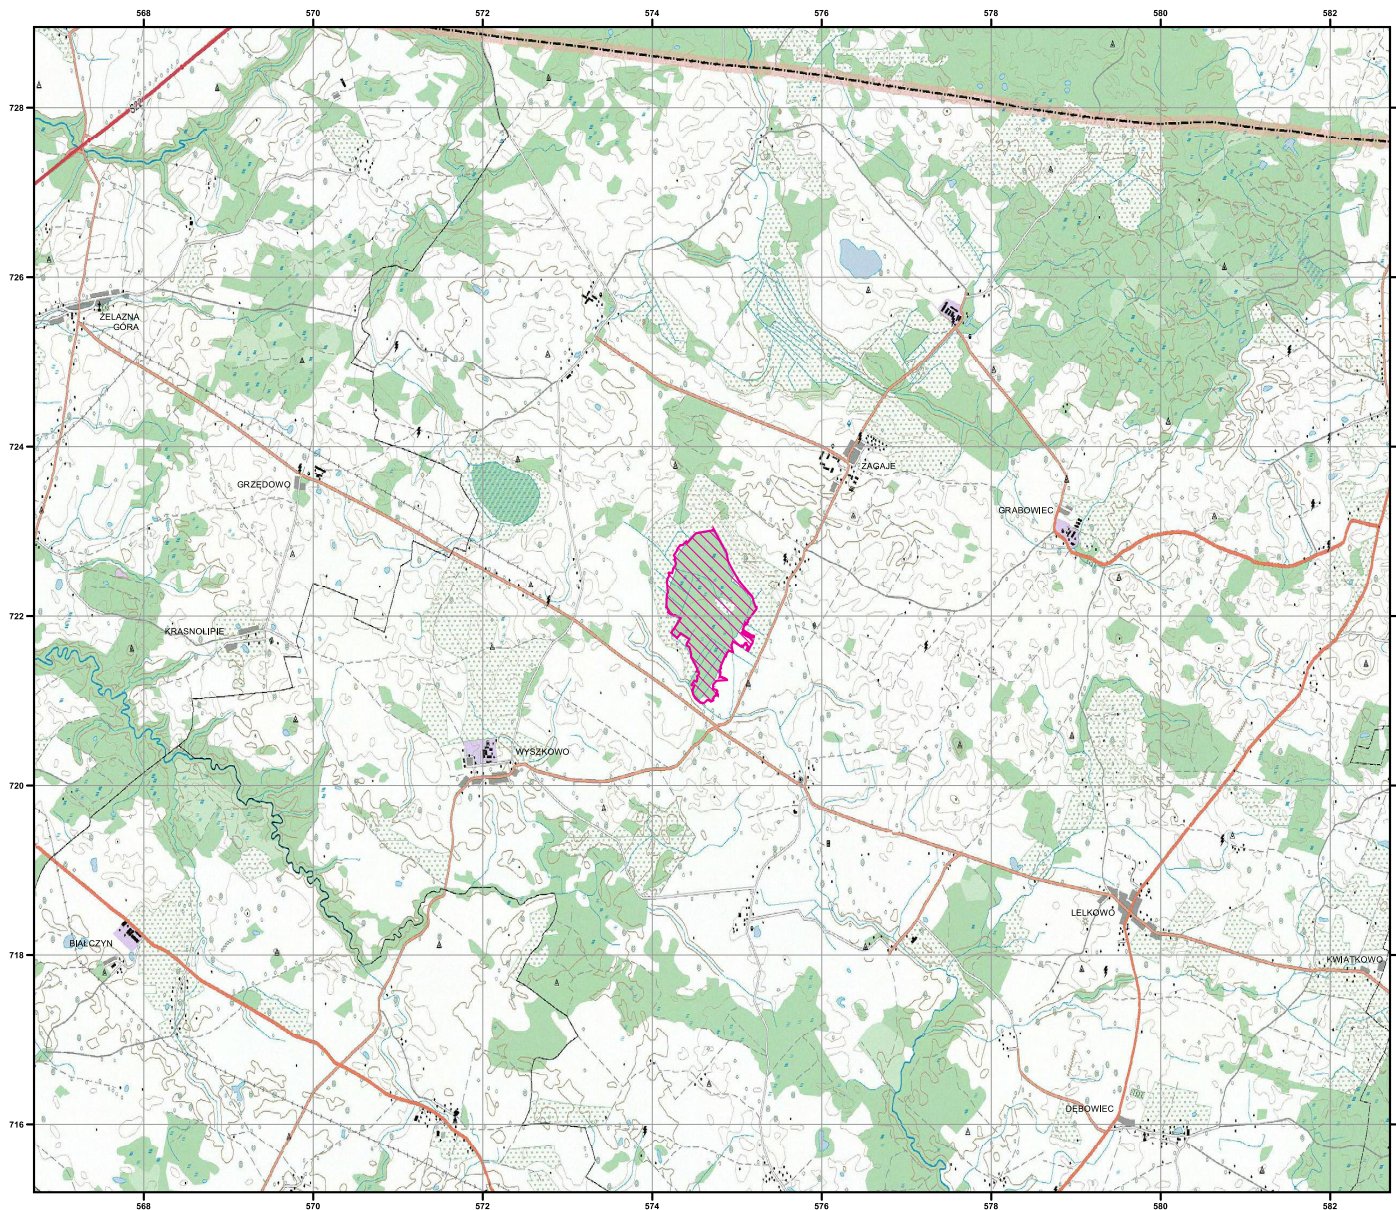 568 570 572 574 576 578 580 582
728
726
ŻELAZNA
GÓRA
724
ZAGAJE
GRZĘDOWO
GRABOWIEC
722
KRASNOLIPIE
WYSZKOWO
720
LELKOWO
BIAŁCZYN
718
KWIATKOWO
DĘBOWIEC
716
568 570 572 574 576 578 580 582